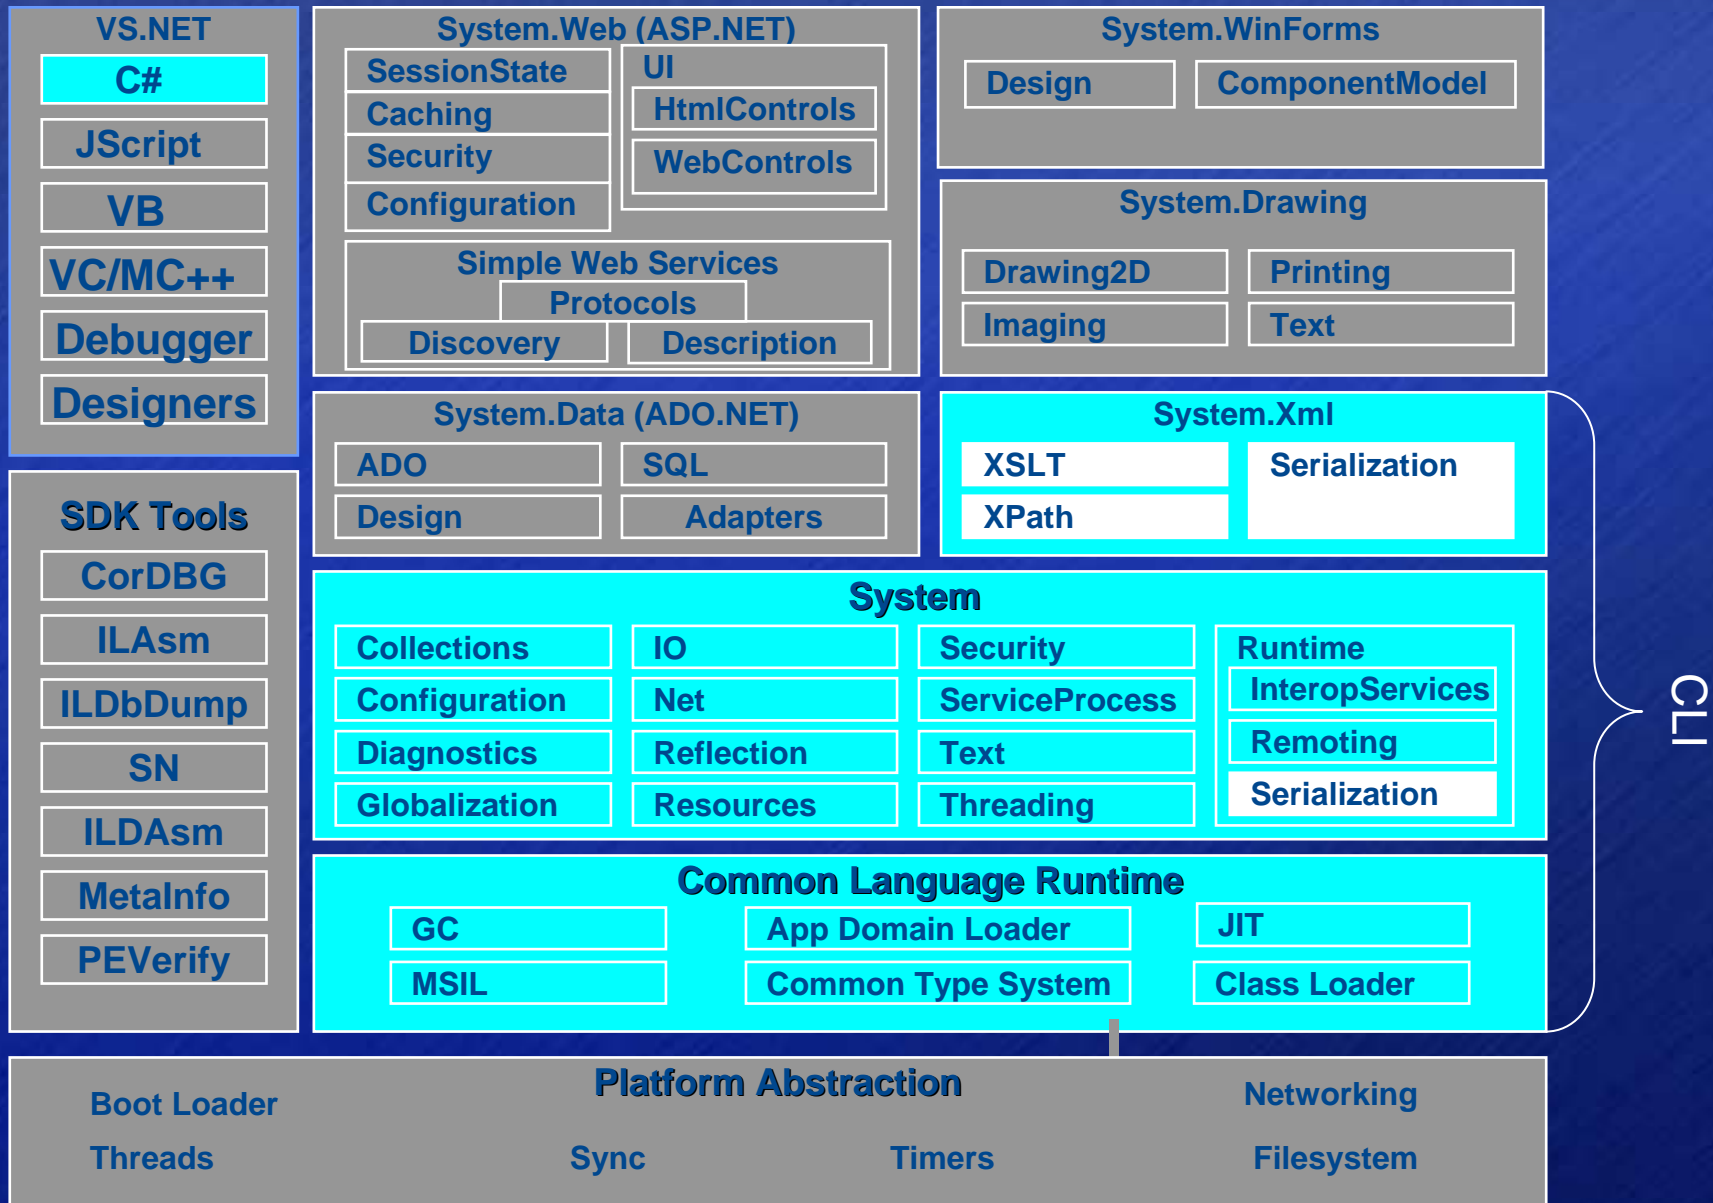 VS.NET
C#
JScript
VB
VC/MC++
Debugger
Designers
SDK Tools
CorDBG
ILAsm
ILDbDump
SN
ILDAsm
MetaInfo
PEVerify
System.Web (ASP.NET)
SessionState
Caching
Security
Configuration
UI
HtmlControls
WebControls
Simple Web Services
Protocols
Discovery
Description
System.WinForms
Design
ComponentModel
System.Drawing
Drawing2D
Printing
Imaging
Text
System.Data (ADO.NET)
ADO
SQL
Design
Adapters
System.Xml
XSLT
Serialization
XPath
System
Collections
IO
Security
Runtime
Configuration
Net
ServiceProcess
InteropServices
Diagnostics
Reflection
Text
Remoting
Globalization
Resources
Threading
Serialization
CLI
Common Language Runtime
GC
App Domain Loader
JIT
MSIL
Common Type System
Class Loader
Platform Abstraction
Boot Loader
Networking
Threads
Sync
Timers
Filesystem